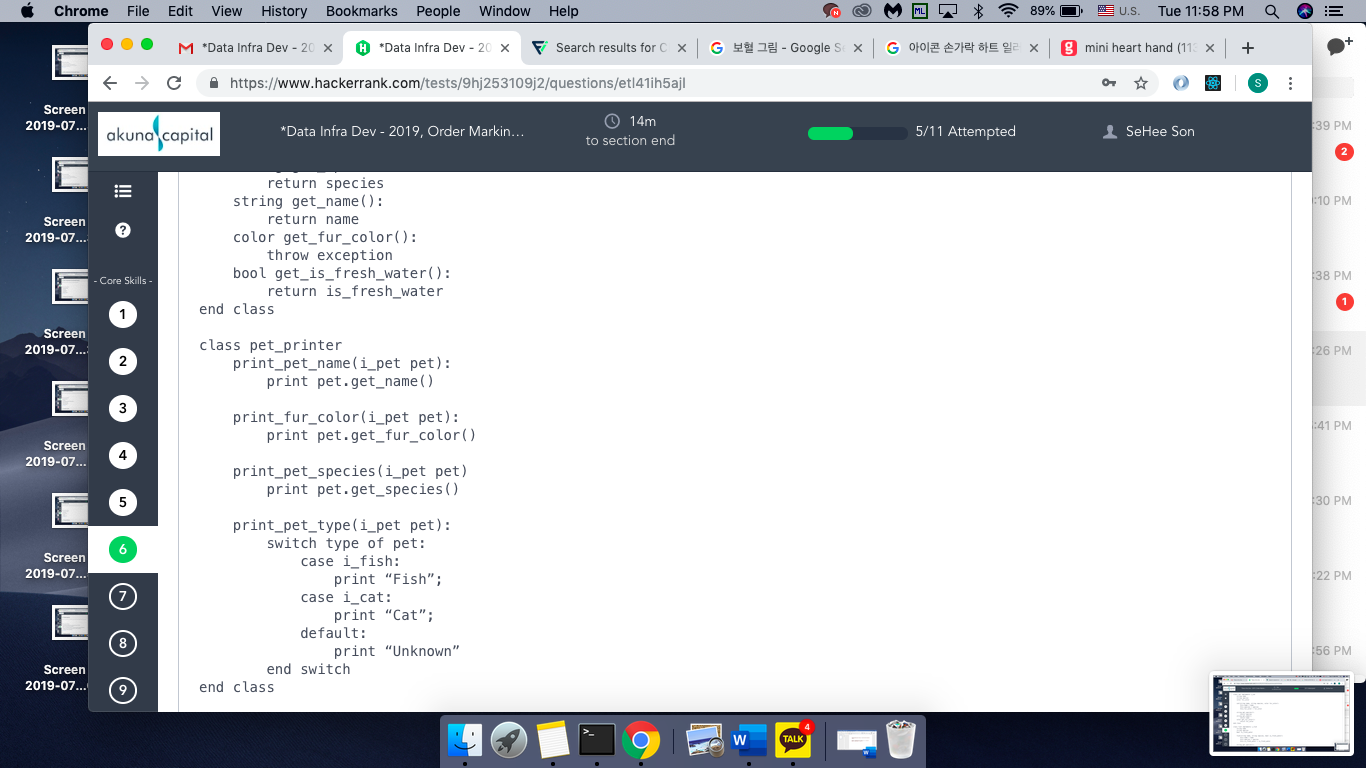 Chrome File Edit View History Bookmarks People Window Help
89% U.S. Tue 11:58 PM
*Data Infra Dev - 20
*Data Infra Dev - 20
Search results for C
보혈 그림 - Google Se
아이콘 손가락 하트 일러
mini heart hand (113
https://www.hackerrank.com/tests/9hj253109j2/questions/etl41ih5ajl
S
akuna capital
*Data Infra Dev - 2019, Order Markin…
14m
to section end
5/11 Attempted
SeHee Son
- Core Skills -
1
2
3
4
5
6
7
8
9
return species
string get_name():
return name
color get_fur_color():
throw exception
bool get_is_fresh_water():
return is_fresh_water
end class
class pet_printer
print_pet_name(i_pet pet):
print pet.get_name()
print_fur_color(i_pet pet):
print pet.get_fur_color()
print_pet_species(i_pet pet)
print pet.get_species()
print_pet_type(i_pet pet):
switch type of pet:
case i_fish:
print “Fish”;
case i_cat:
print “Cat”;
default:
print “Unknown”
end switch
end class
Screen
2019-07...
Screen
2019-07...
Screen
2019-07...
Screen
2019-07...
Screen
2019-07...
Screen
2019-07...
:39 PM
2
:10 PM
:38 PM
1
:26 PM
:41 PM
:30 PM
:22 PM
:56 PM
TALK
4